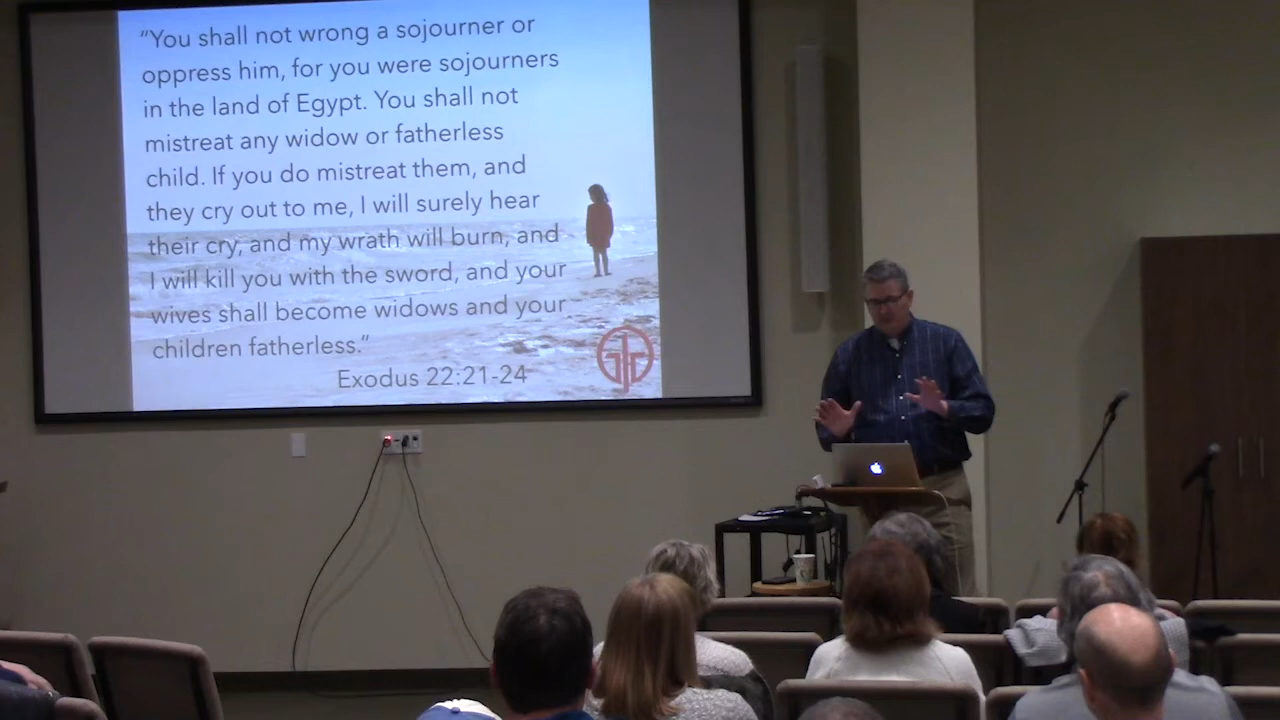 “You shall not wrong a sojourner or
oppress him, for you were sojourners
in the land of Egypt. You shall not
mistreat any widow or fatherless
child. If you do mistreat them, and
they cry out to me, I will surely hear
their cry, and my wrath will burn, and
I will kill you with the sword, and your
wives shall become widows and your
children fatherless.”
Exodus 22:21-24